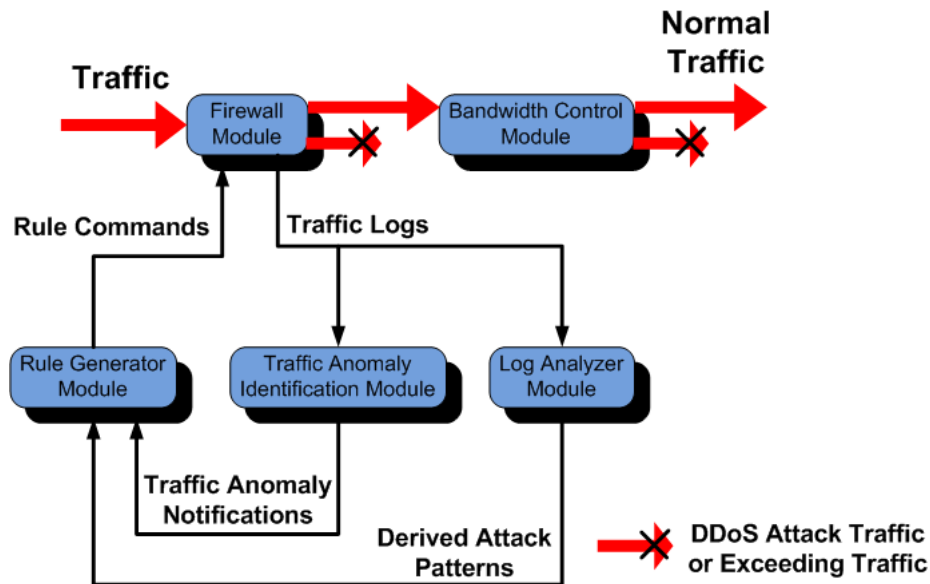 Normal
Traffic
Traffic
Firewall
Module
Bandwidth Control
Module
Rule Commands
Traffic Logs
Rule Generator
Module
Traffic Anomaly
Identification Module
Log Analyzer
Module
Traffic Anomaly
Notifications
Derived Attack
Patterns
DDoS Attack Traffic
or Exceeding Traffic